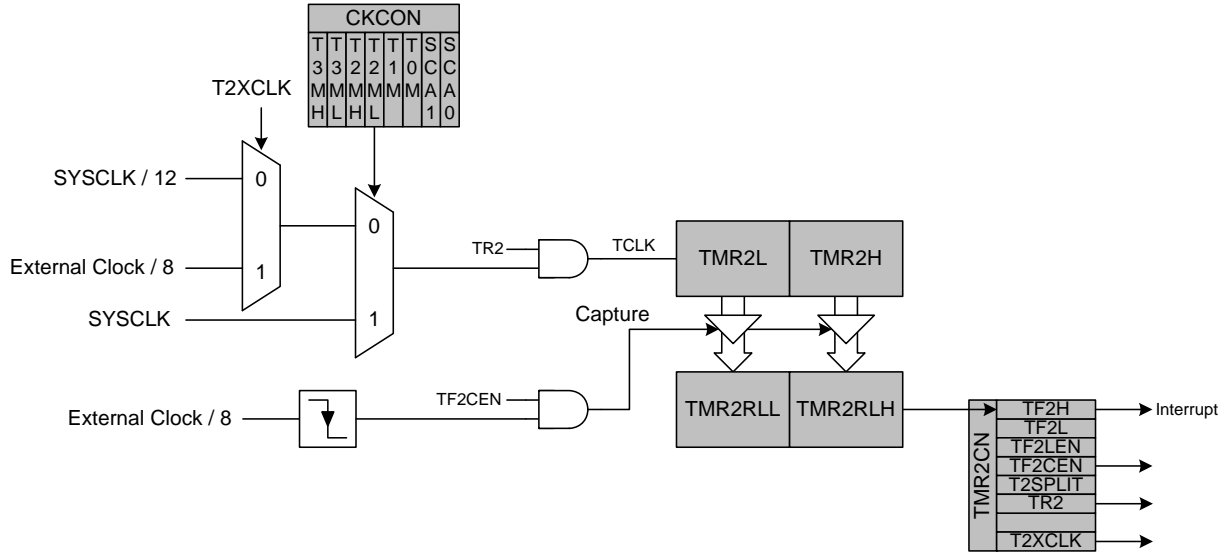 CKCON
T3MH
T3ML
T2MH
T2ML
T1M
T0M
SCA1
SCA0
T2XCLK
SYSCLK / 12
0
External Clock / 8
1
SYSCLK
0
1
TR2
TCLK
TMR2L
TMR2H
Capture
External Clock / 8
TF2CEN
TMR2RLL
TMR2RLH
TMR2CN
TF2H
TF2L
TF2LEN
TF2CEN
T2SPLIT
TR2
T2XCLK
Interrupt